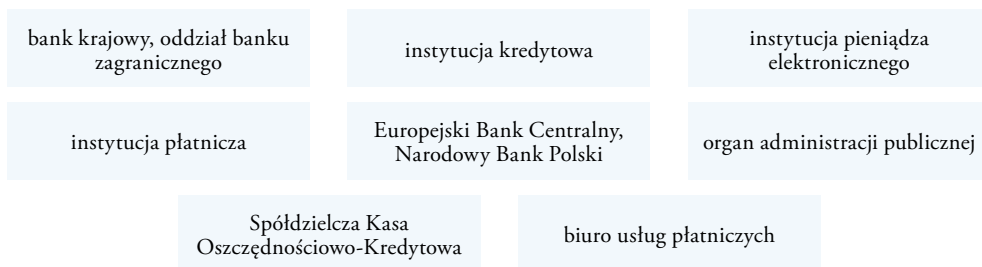 bank krajowy, oddział banku
zagranicznego
instytucja kredytowa
instytucja pieniądza
elektronicznego
instytucja płatnicza
Europejski Bank Centralny,
Narodowy Bank Polski
organ administracji publicznej
Spółdzielcza Kasa
Oszczędnościowo-Kredytowa
biuro usług płatniczych